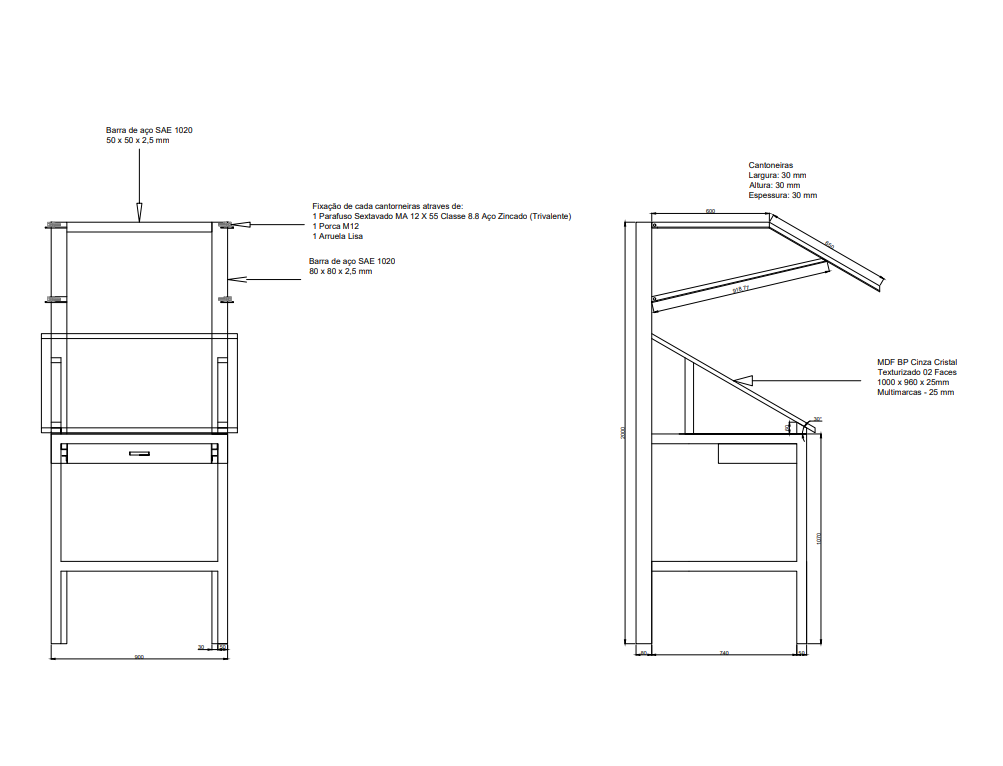 Barra de aço SAE 1020
50 x 50 x 2,5 mm
Fixação de cada cantorneiras atraves de:
1 Parafuso Sextavado MA 12 X 55 Classe 8.8 Aço Zincado (Trivalente)
1 Porca M12
1 Arruela Lisa
Barra de aço SAE 1020
80 x 80 x 2,5 mm
30
50
900
Cantoneiras
Largura: 30 mm
Altura: 30 mm
Espessura: 30 mm
600
650
918,77
MDF BP Cinza Cristal
Texturizado 02 Faces
1000 x 960 x 25mm
Multimarcas - 25 mm
30°
2000
1070
80
740
50